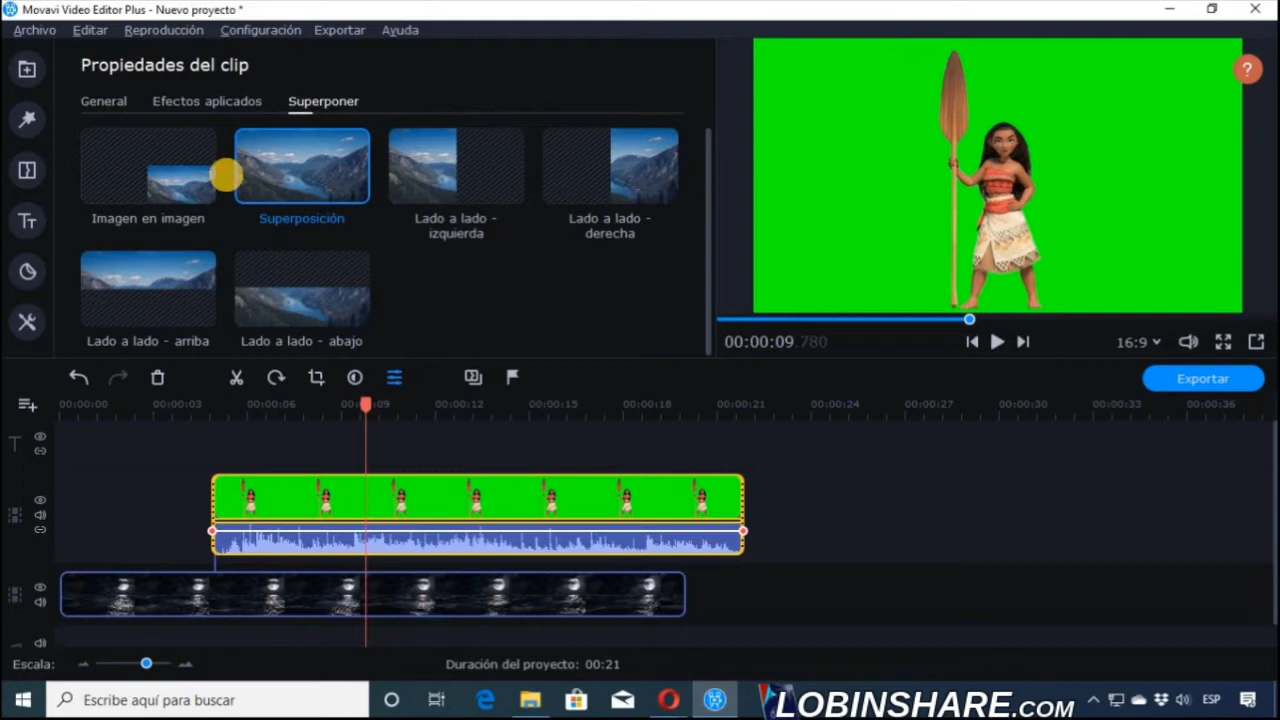 Movavi Video Editor Plus - Nuevo proyecto *
Archivo Editar Reproducción Configuración Exportar Ayuda
Propiedades del clip
General Efectos aplicados Superponer
?
Imagen en imagen
Superposición
Lado a lado - izquierda
Lado a lado - derecha
Lado a lado - arriba
Lado a lado - abajo
00:00:09.780
16:9
Exportar
00:00:00 00:00:03 00:00:06 00:00:09 00:00:12 00:00:15 00:00:18 00:00:21 00:00:24 00:00:27 00:00:30 00:00:33 00:00:36
Escala:
Duración del proyecto: 00:21
Escribe aquí para buscar
LOBINSHARE.COM
ESP